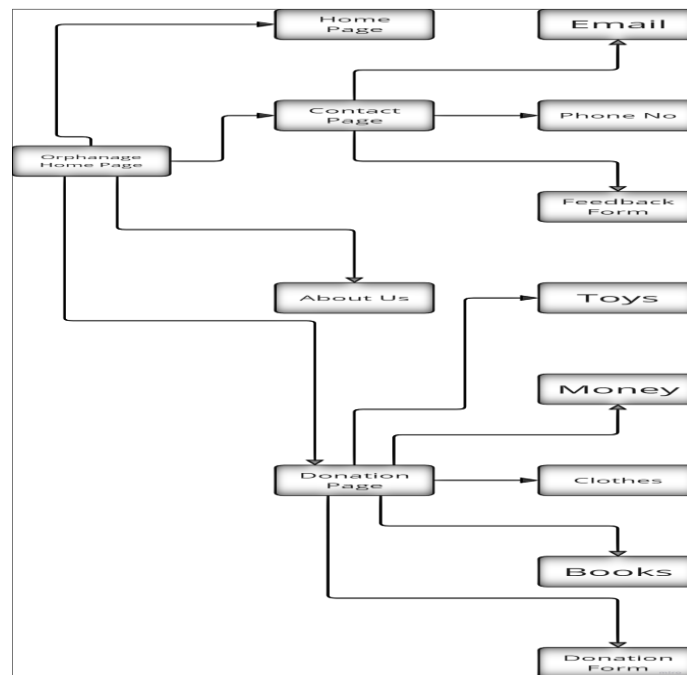 Home
Page
Email
Contact
Page
Phone No
Orphanage
Home Page
Feedback
Form
About Us
Toys
Money
Donation
Page
Clothes
Books
Donation
Form